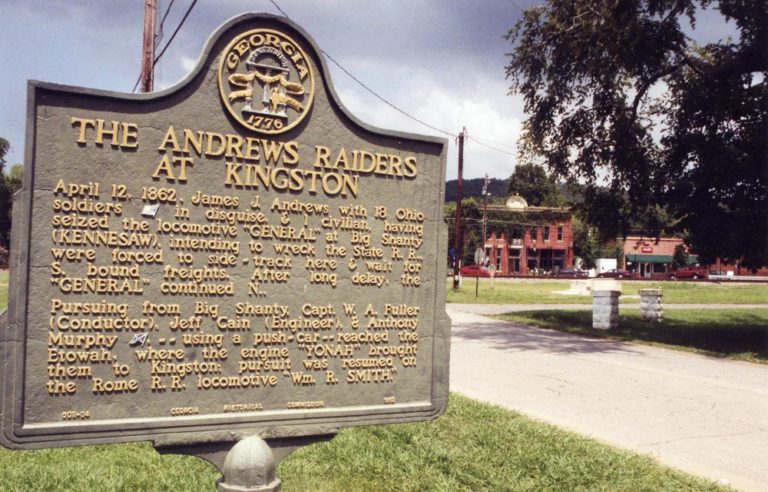 GEORGIA
1776
THE ANDREWS RAIDERS
AT KINGSTON
April 12, 1862, James J. Andrews with 18 Ohio
soldiers in disguise & 1 civilian, having
seized the locomotive "GENERAL" at Big Shanty
(KENNESAW), intending to wreck the State R. R.,
were forced to side-track here & wait for
S. bound freights. After long delay, the
"GENERAL" continued N.
Pursuing from Big Shanty, Capt. W. A. Fuller
(Conductor), Jeff Cain (Engineer), & Anthony
Murphy -- using a push-car -- reached the
Etowah, where the engine "YONAH" brought
them to Kingston; pursuit was resumed on
the Rome R. R. locomotive "Wm. R. SMITH."
008-04 GEORGIA HISTORICAL COMMISSION